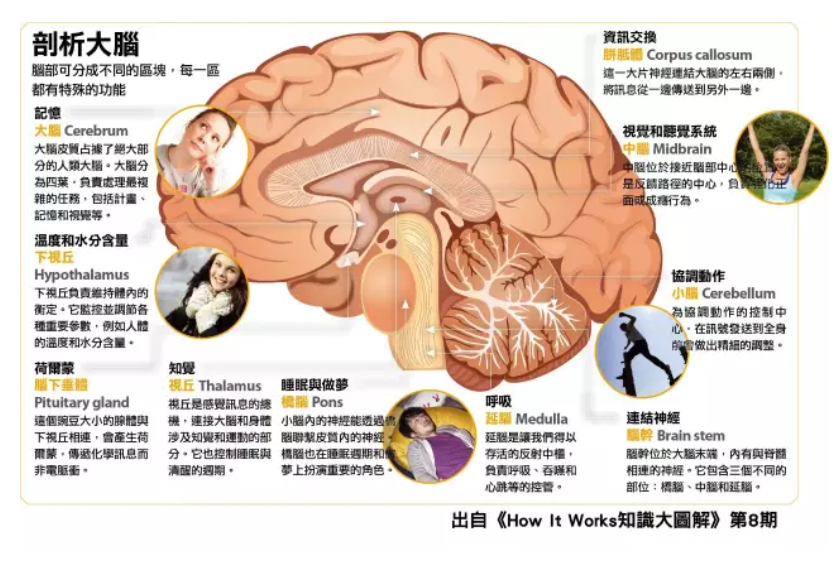 剖析大腦
腦部可分成不同的區塊，每一區
都有特殊的功能
記憶
大腦 Cerebrum
大腦皮質占據了絕大部
分的人類大腦。大腦分
為四葉，負責處理最複
雜的任務，包括計畫、
記憶和視覺等。
溫度和水分含量
下視丘
Hypothalamus
下視丘負責維持體內的
衡定。它監控並調節各
種重要參數，例如人體
的溫度和水分含量。
荷爾蒙
腦下垂體
Pituitary gland
這個豌豆大小的腺體與
下視丘相連，會產生荷
爾蒙，傳遞化學訊息而
非電脈衝。
知覺
視丘 Thalamus
視丘是感覺訊息的總
機，連接大腦和身體
涉及知覺和運動的部
分。它也控制睡眠與
清醒的週期。
睡眠與做夢
橋腦 Pons
小腦內的神經能透過
腦聯繫皮質內的神經
橋腦也在睡眠週期和
夢上扮演重要的角色。
呼吸
延腦 Medulla
延腦是讓我們得以
存活的反射中樞，
負責呼吸、吞嚥和
心跳等的控管。
資訊交換
胼胝體 Corpus callosum
這一大片神經連結大腦的左右兩側，
將訊息從一邊傳送到另外一邊。
視覺和聽覺系統
中腦 Midbrain
中腦位於接近腦部中心
是反饋路徑的中心，負責
面或成癮行為。
協調動作
小腦 Cerebellum
為協調動作的控制中
心。在訊號發送到全身
前會做出精細的調整。
連結神經
腦幹 Brain stem
腦幹位於大腦末端，內有與脊髓
相連的神經。它包含三個不同的
部位：橋腦、中腦和延腦。
出自《How It Works知識大圖解》第8期